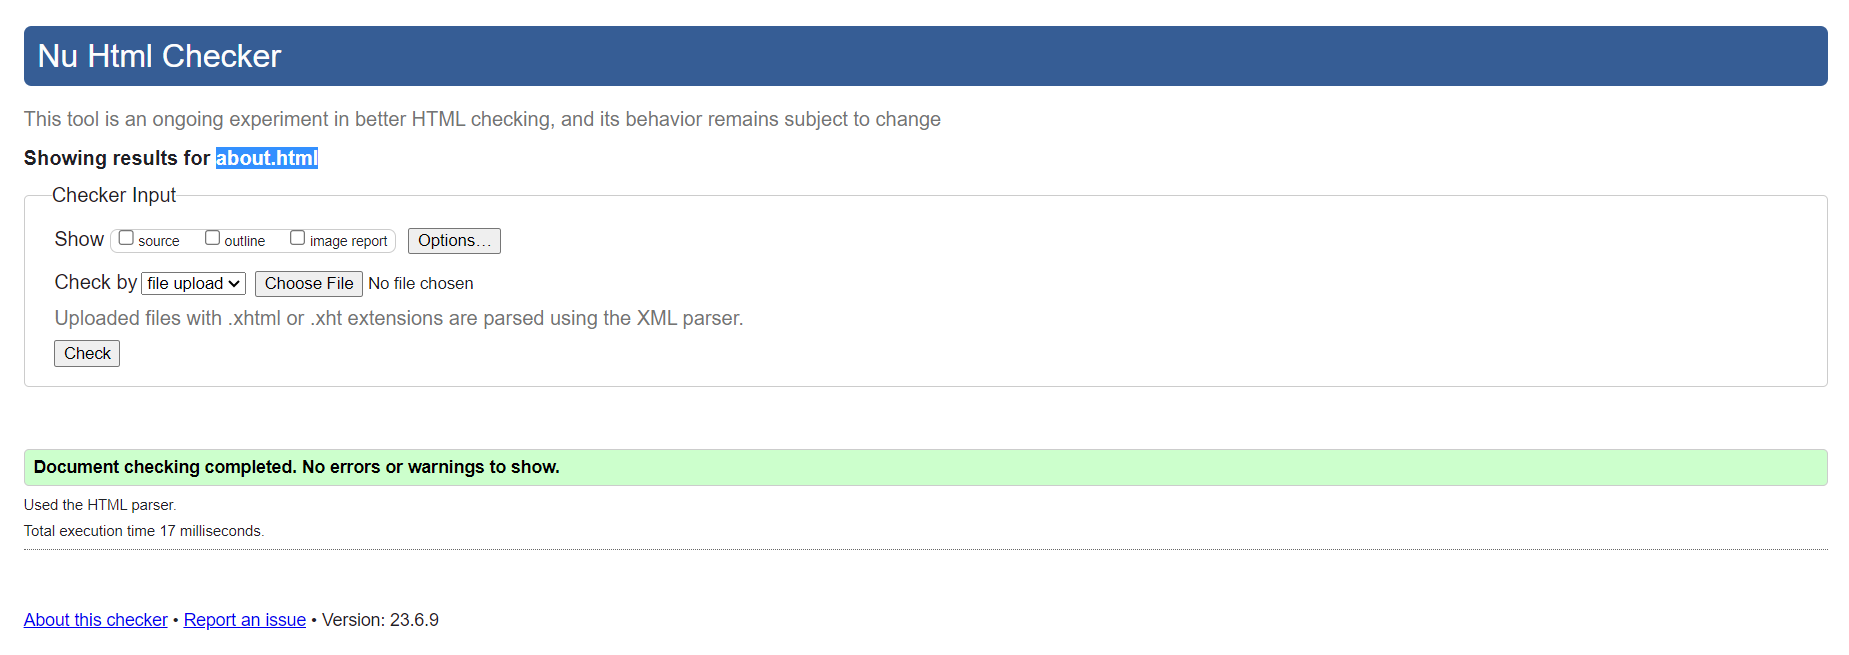 Nu Html Checker
This tool is an ongoing experiment in better HTML checking, and its behavior remains subject to change
Showing results for about.html
Checker Input
Show source outline image report Options...
Check by file upload Choose File No file chosen
Uploaded files with .xhtml or .xht extensions are parsed using the XML parser.
Check
Document checking completed. No errors or warnings to show.
Used the HTML parser.
Total execution time 17 milliseconds.
About this checker • Report an issue • Version: 23.6.9